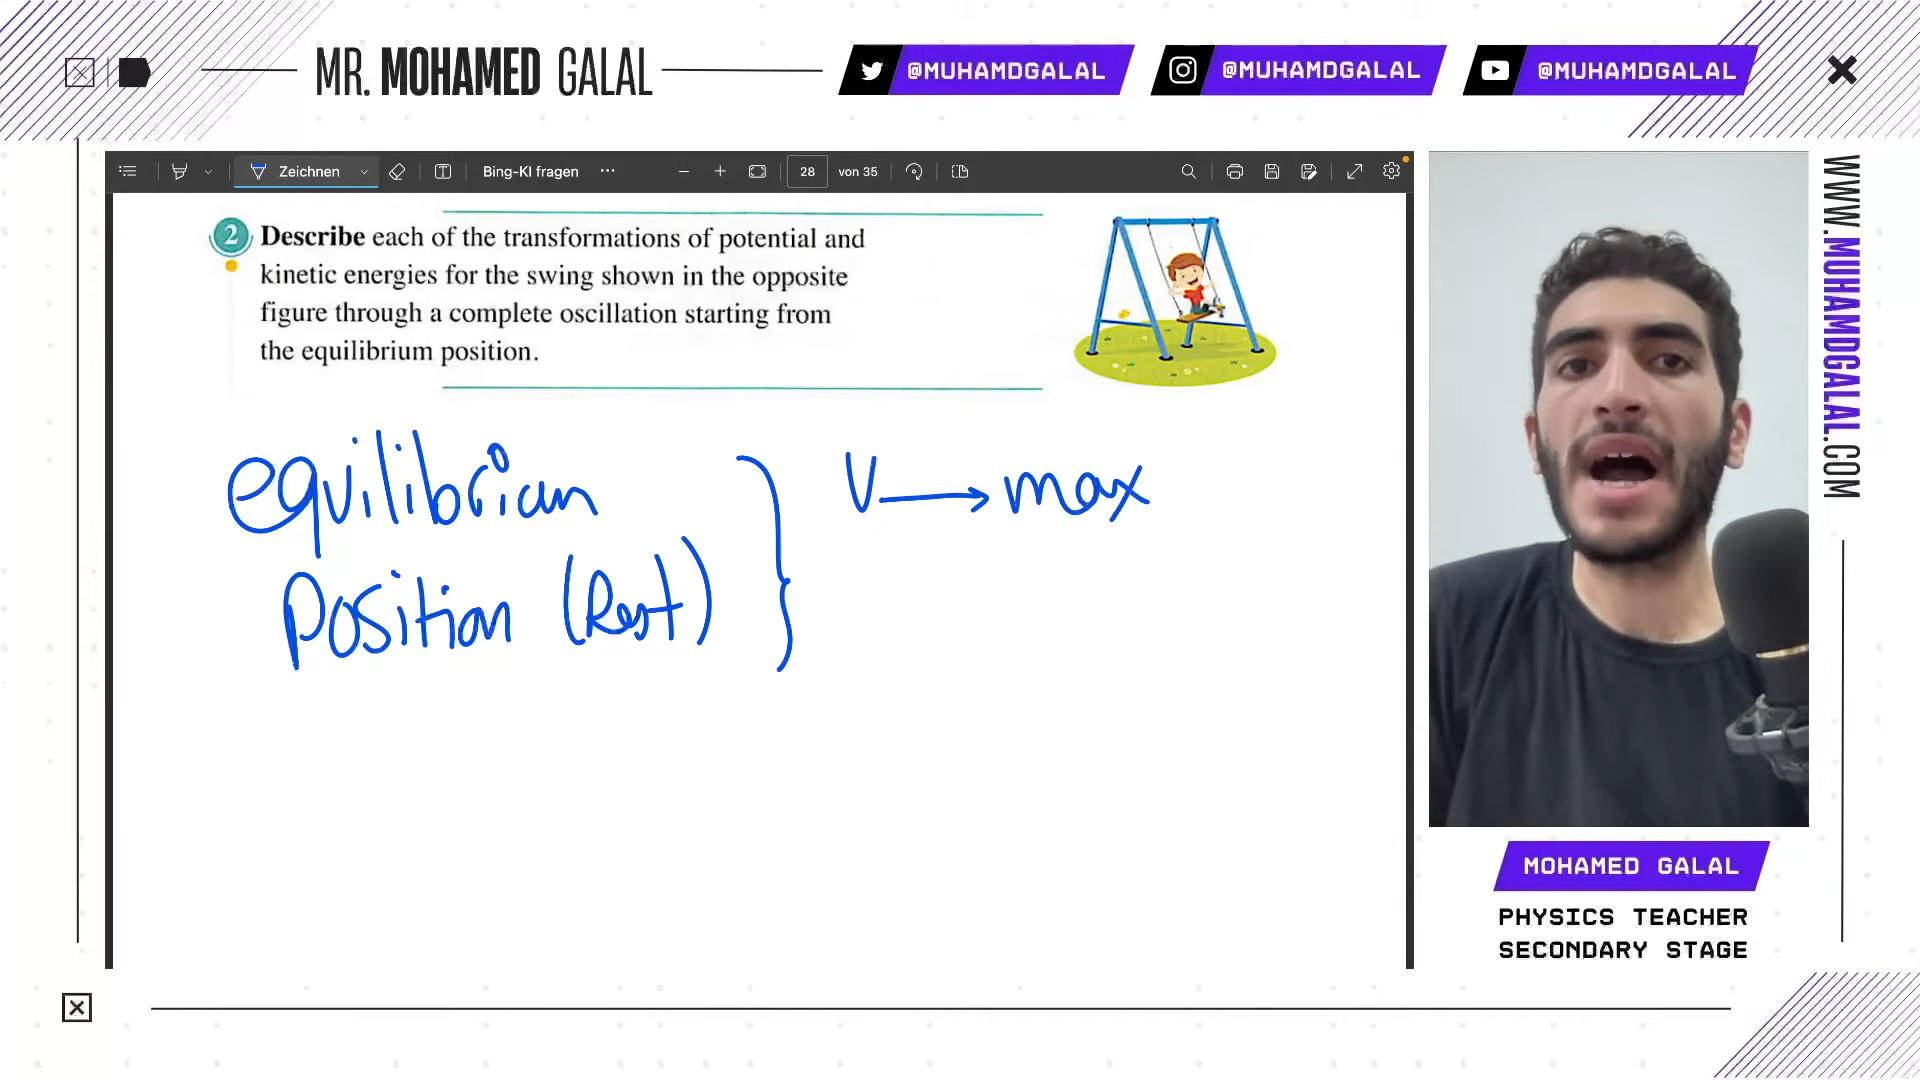 MR. MOHAMED GALAL
@MUHAMDGALAL
@MUHAMDGALAL
@MUHAMDGALAL
Zeichnen
Bing-KI fragen
28
von 35
2
Describe each of the transformations of potential and
kinetic energies for the swing shown in the opposite
figure through a complete oscillation starting from
the equilibrium position.
equilibrian
Position (Rest)
V → max
WWW.MUHAMDGALAL.COM
MOHAMED GALAL
PHYSICS TEACHER
SECONDARY STAGE